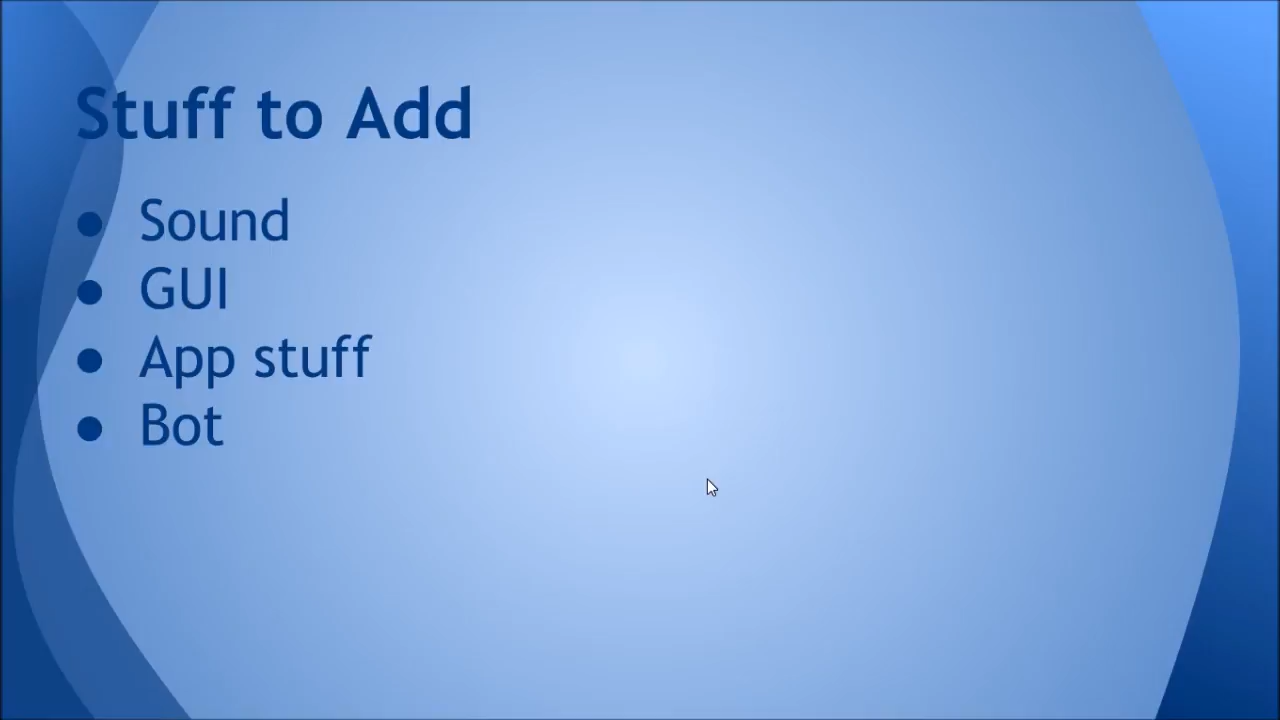 Stuff to Add
● Sound
● GUI
● App stuff
● Bot